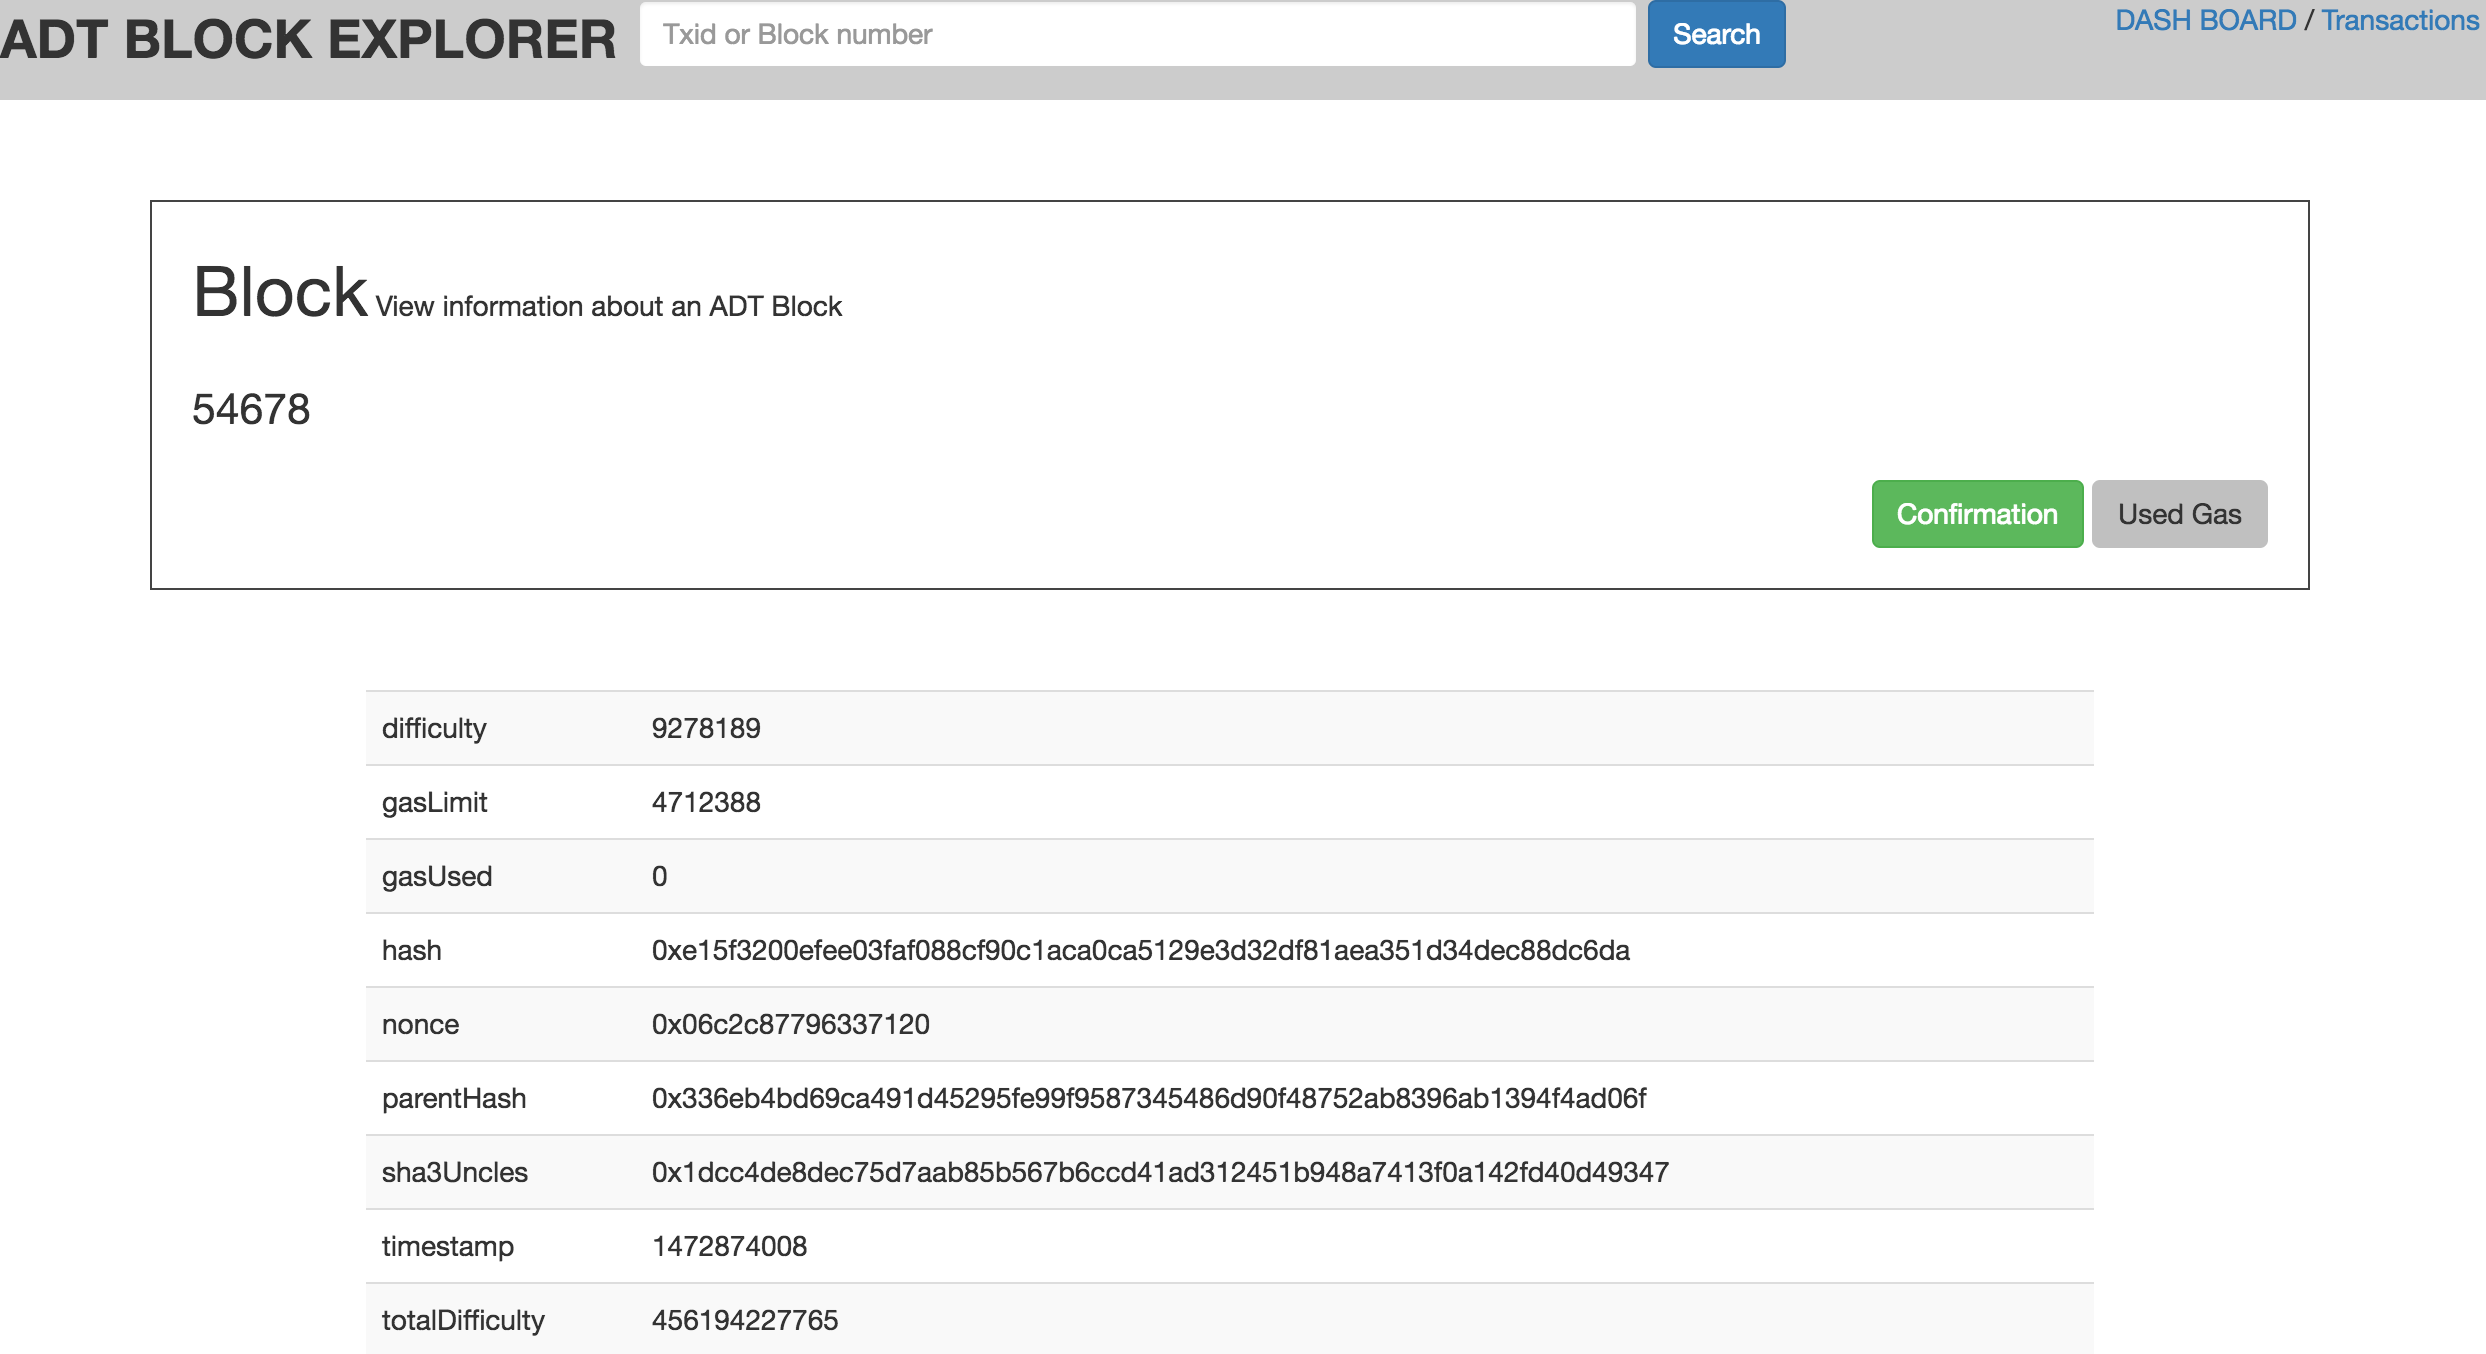 ADT BLOCK EXPLORER Txid or Block number Search DASH BOARD / Transactions
Block View information about an ADT Block
54678
Confirmation Used Gas
difficulty 9278189
gasLimit 4712388
gasUsed 0
hash 0xe15f3200efee03faf088cf90c1aca0ca5129e3d32df81aea351d34dec88dc6da
nonce 0x06c2c87796337120
parentHash 0x336eb4bd69ca491d45295fe99f9587345486d90f48752ab8396ab1394f4ad06f
sha3Uncles 0x1dcc4de8dec75d7aab85b567b6ccd41ad312451b948a7413f0a142fd40d49347
timestamp 1472874008
totalDifficulty 456194227765